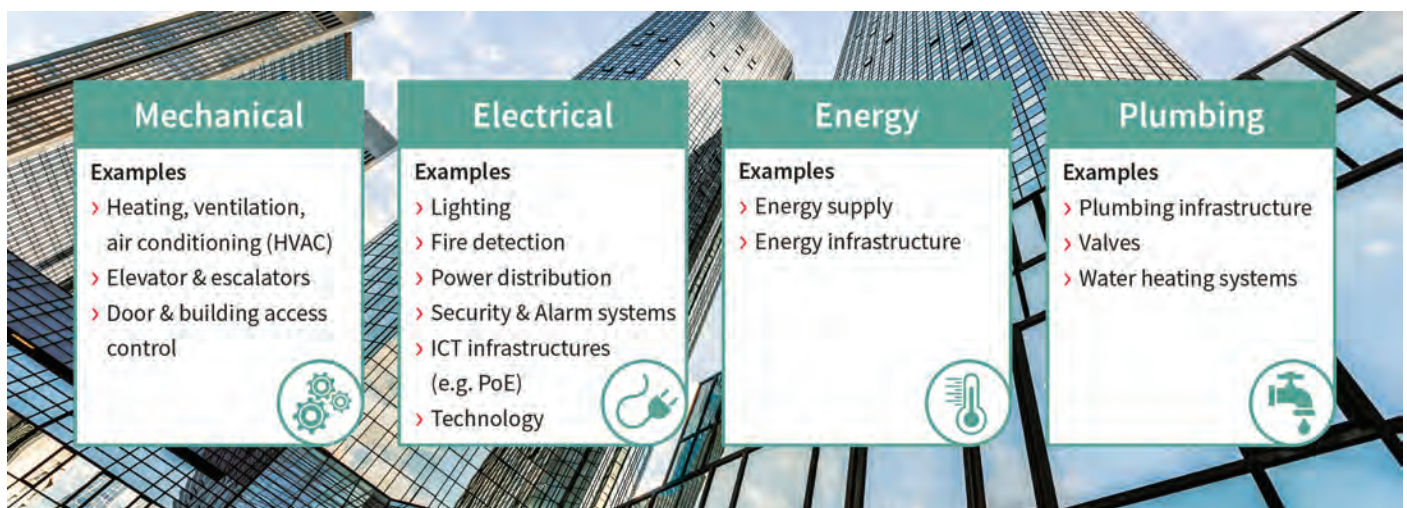 Mechanical
Examples
› Heating, ventilation,
air conditioning (HVAC)
› Elevator & escalators
› Door & building access
control
Electrical
Examples
› Lighting
› Fire detection
› Power distribution
› Security & Alarm systems
› ICT infrastructures
(e.g. PoE)
› Technology
Energy
Examples
› Energy supply
› Energy infrastructure
Plumbing
Examples
› Plumbing infrastructure
› Valves
› Water heating systems